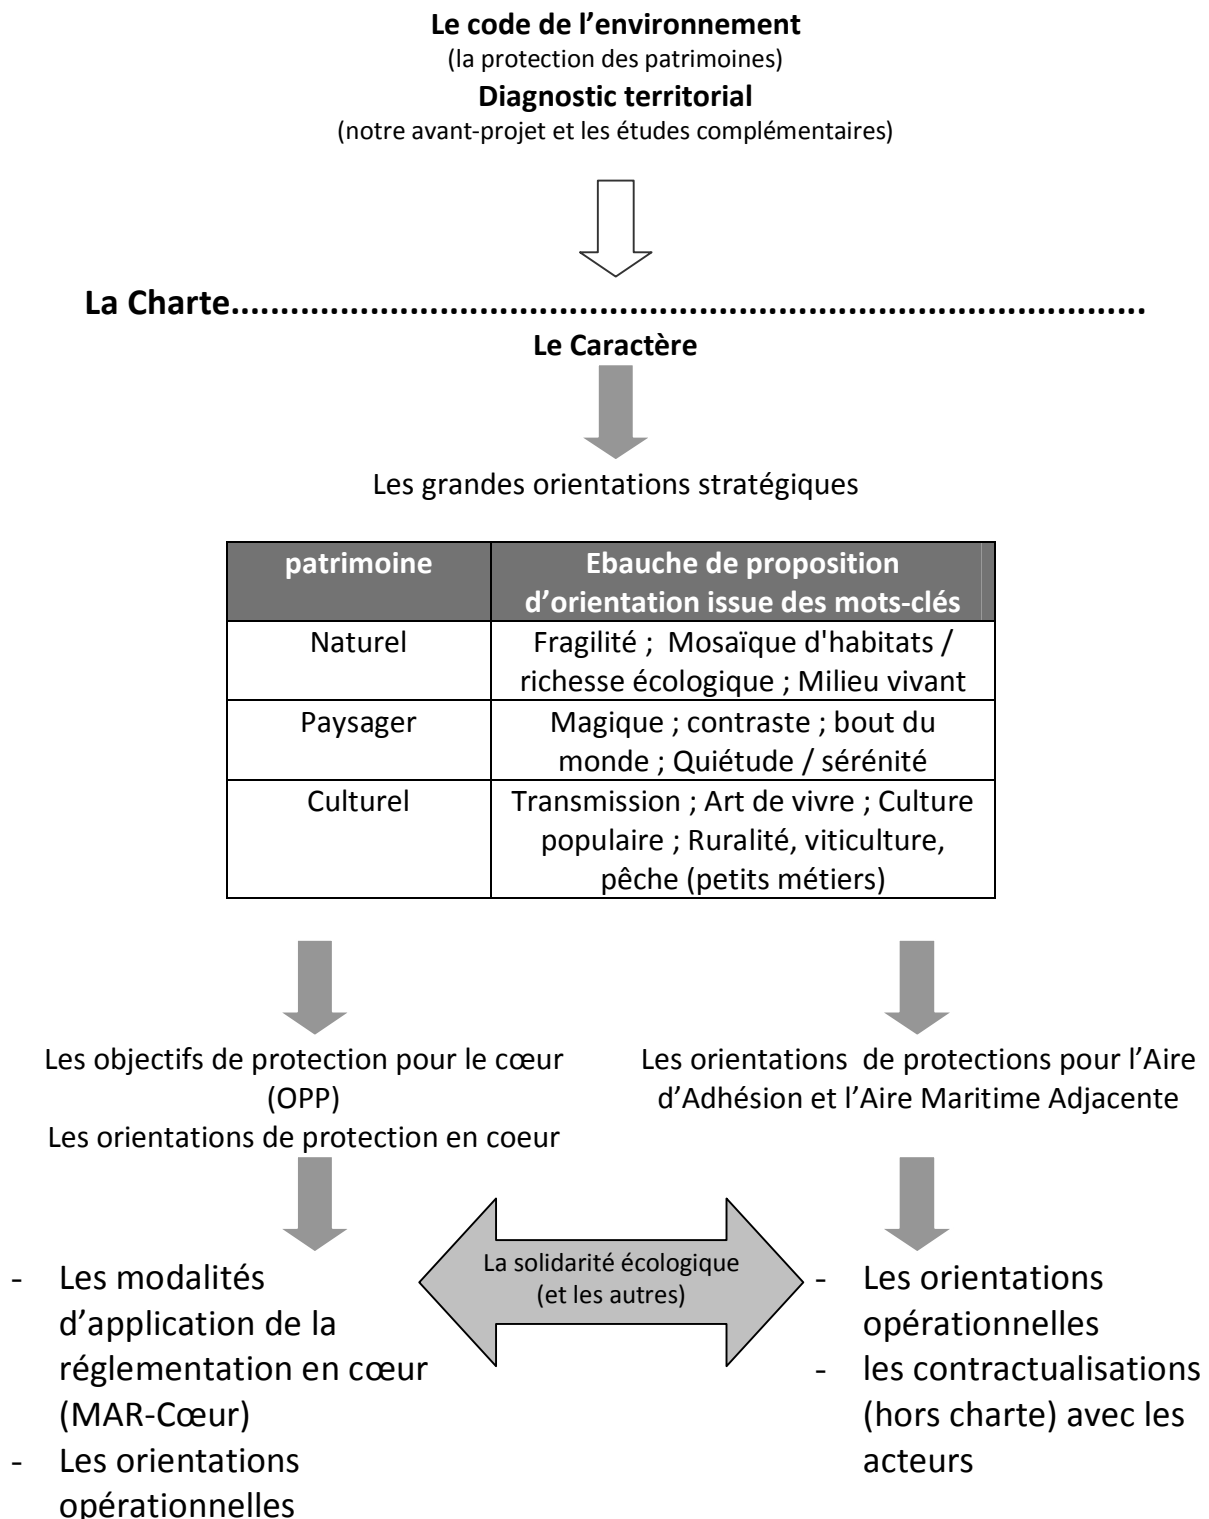 Le code de l’environnement
(la protection des patrimoines)
Diagnostic territorial
(notre avant-projet et les études complémentaires)
La Charte...........................................................................................
Le Caractère
Les grandes orientations stratégiques
patrimoine
Ebauche de proposition
d’orientation issue des mots-clés
Naturel
Fragilité ; Mosaïque d'habitats /
richesse écologique ; Milieu vivant
Paysager
Magique ; contraste ; bout du
monde ; Quiétude / sérénité
Culturel
Transmission ; Art de vivre ; Culture
populaire ; Ruralité, viticulture,
pêche (petits métiers)
Les objectifs de protection pour le cœur
(OPP)
Les orientations de protection en coeur
Les orientations de protections pour l’Aire
d’Adhésion et l’Aire Maritime Adjacente
- Les modalités
d’application de la
réglementation en cœur
(MAR-Cœur)
- Les orientations
opérationnelles
La solidarité écologique
(et les autres)
- Les orientations
opérationnelles
- les contractualisations
(hors charte) avec les
acteurs